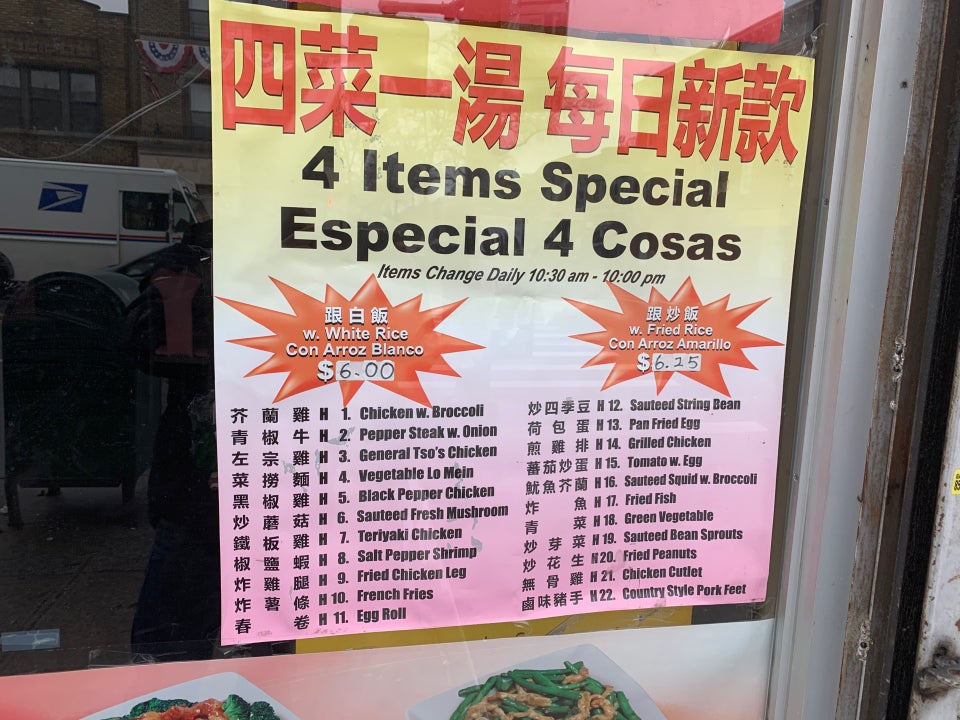 四菜一湯 每日新款
4 Items Special
Especial 4 Cosas
Items Change Daily 10:30 am - 10:00 pm
跟白飯
w. White Rice
Con Arroz Blanco
$6.00
跟炒飯
w. Fried Rice
Con Arroz Amarillo
$6.25
芥蘭雞 H 1. Chicken w. Broccoli
青椒牛 H 2. Pepper Steak w. Onion
左宗雞 H 3. General Tso's Chicken
菜撈麵 H 4. Vegetable Lo Mein
黑椒雞 H 5. Black Pepper Chicken
炒蘑菇 H 6. Sauteed Fresh Mushroom
鐵板雞 H 7. Teriyaki Chicken
椒鹽蝦 H 8. Salt Pepper Shrimp
炸雞腿 H 9. Fried Chicken Leg
炸薯條 H 10. French Fries
春卷 H 11. Egg Roll
炒四季豆 H 12. Sauteed String Bean
荷包蛋 H 13. Pan Fried Egg
煎雞排 H 14. Grilled Chicken
蕃茄炒蛋 H 15. Tomato w. Egg
魷魚芥蘭 H 16. Sauteed Squid w. Broccoli
炸魚 H 17. Fried Fish
青菜 H 18. Green Vegetable
炒芽菜 H 19. Sauteed Bean Sprouts
炒花生 H 20. Fried Peanuts
無骨雞 H 21. Chicken Cutlet
鹵味豬手 H 22. Country Style Pork Feet